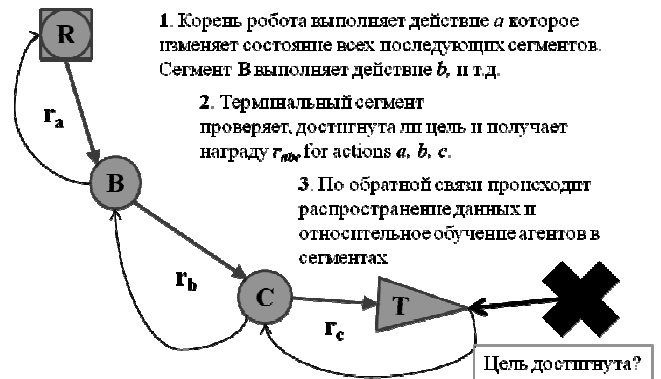 R
1. Корень робота выполняет действие a которое
изменяет состояние всех последующих сегментов.
Сегмент B выполняет действие b, и т.д.
2. Терминальный сегмент
проверяет, достигнута ли цель и получает
награду r_abc for actions a, b, c.
3. По обратной связи происходит
распространение данных и
относительное обучение агентов в
сегментах
r_a
B
r_b
C
r_c
T
Цель достигнута?